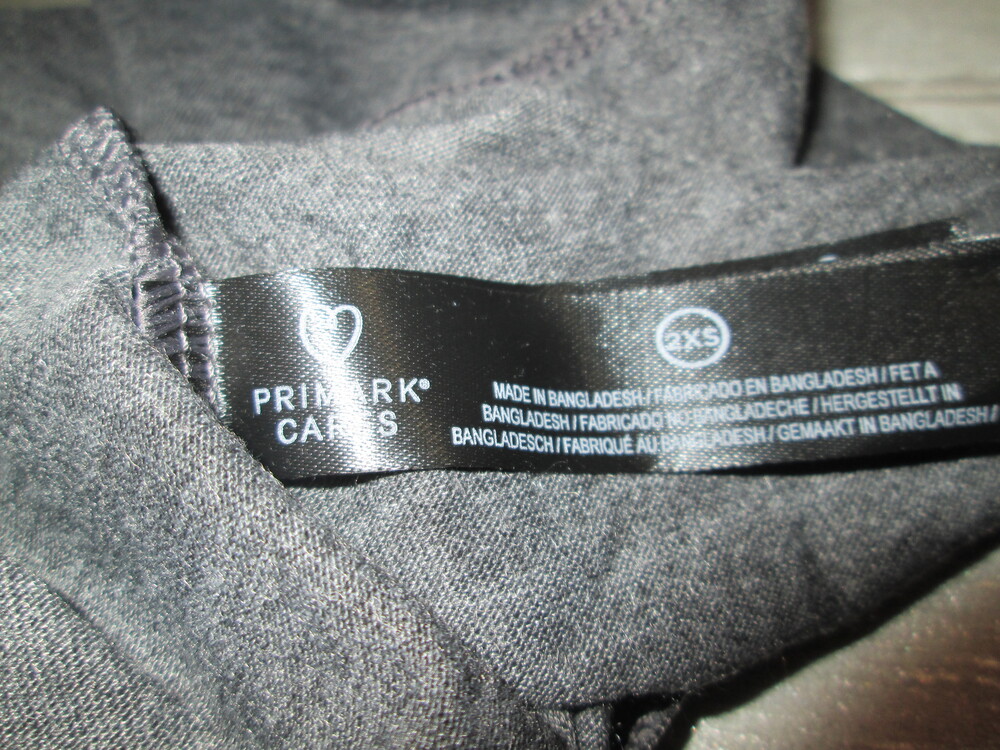 PRIMARK®
CARES
2XS
MADE IN BANGLADESH / FABRICADO EN BANGLADESH / FET A
BANGLADESH / FABRICADO NO BANGLADECHE / HERGESTELLT IN
BANGLADESCH / FABRIQUÉ AU BANGLADESH / GEMAAKT IN BANGLADESH /